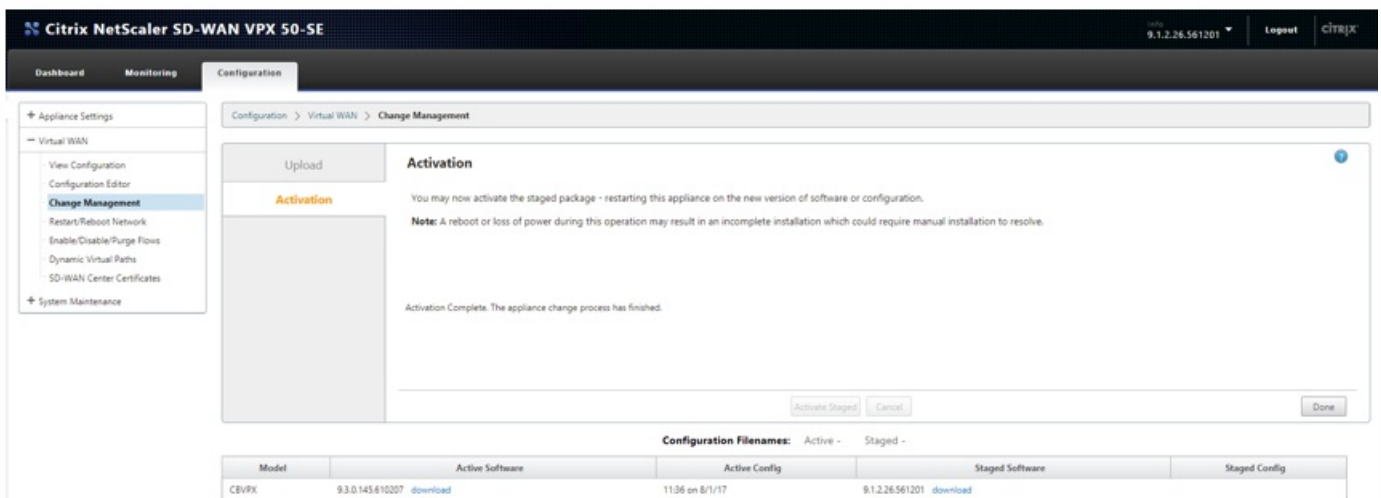 Citrix NetScaler SD-WAN VPX 50-SE
Info
9.1.2.26.561201
Logout
CITRIX
Dashboard Monitoring Configuration
+ Appliance Settings
− Virtual WAN
View Configuration
Configuration Editor
Change Management
Restart/Reboot Network
Enable/Disable/Purge Flows
Dynamic Virtual Paths
SD-WAN Center Certificates
+ System Maintenance
Configuration > Virtual WAN > Change Management
Upload
Activation
Activation
?
You may now activate the staged package - restarting this appliance on the new version of software or configuration.
Note: A reboot or loss of power during this operation may result in an incomplete installation which could require manual installation to resolve.
Activation Complete. The appliance change process has finished.
Activate Staged Cancel Done
Configuration Filenames: Active - Staged -
Model Active Software Active Config Staged Software Staged Config
CBVPX 9.3.0.145.610207 download 11:36 on 8/1/17 9.1.2.26.561201 download